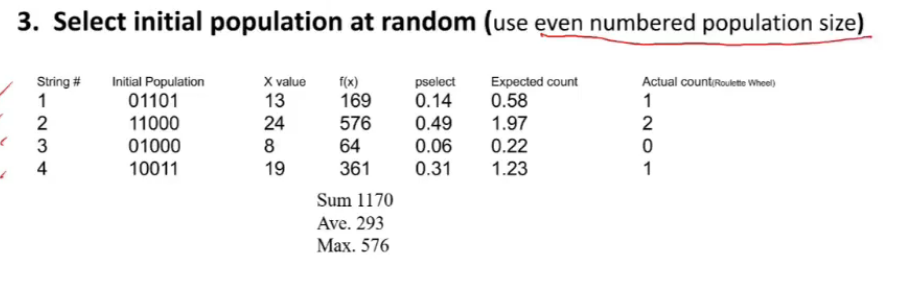 3. Select initial population at random (use even numbered population size)
String # Initial Population X value f(x) pselect Expected count Actual count(Roulette Wheel)
1 01101 13 169 0.14 0.58 1
2 11000 24 576 0.49 1.97 2
3 01000 8 64 0.06 0.22 0
4 10011 19 361 0.31 1.23 1
Sum 1170
Ave. 293
Max. 576